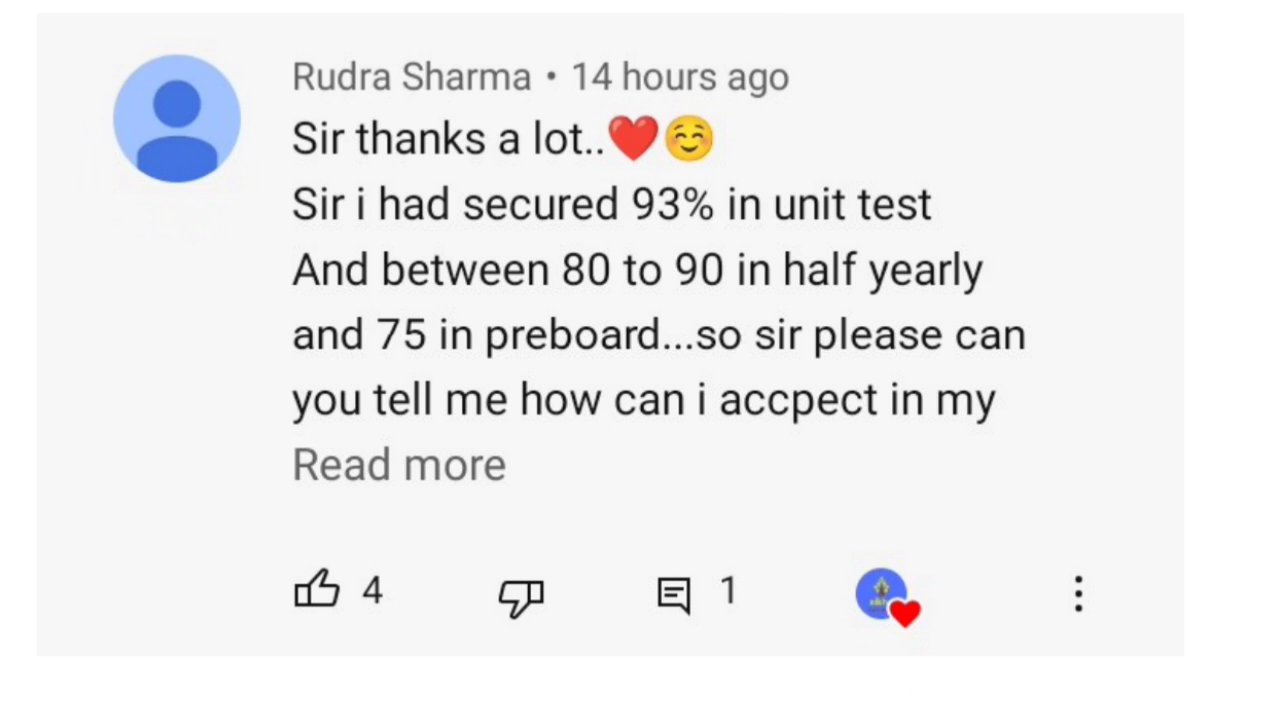 Rudra Sharma • 14 hours ago
Sir thanks a lot..❤️☺️
Sir i had secured 93% in unit test
And between 80 to 90 in half yearly
and 75 in preboard...so sir please can
you tell me how can i accpect in my
Read more
4 1